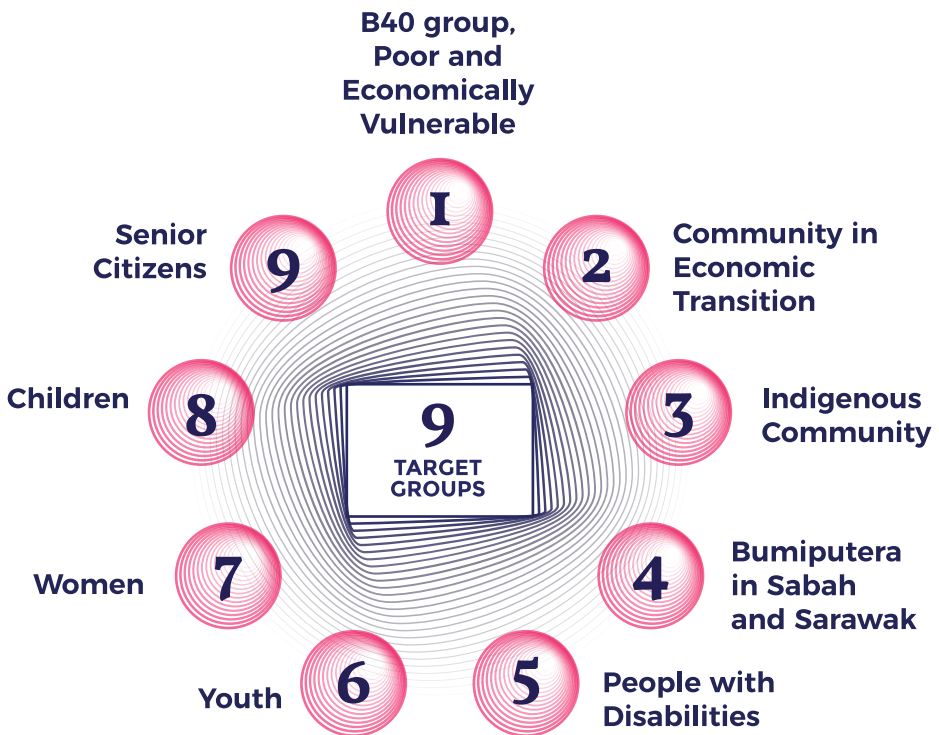 B40 group,
Poor and
Economically
Vulnerable
1
2
Community in
Economic
Transition
3
Indigenous
Community
4
Bumiputera
in Sabah
and Sarawak
5
People with
Disabilities
6
Youth
7
Women
8
Children
9
Senior
Citizens
9
TARGET
GROUPS